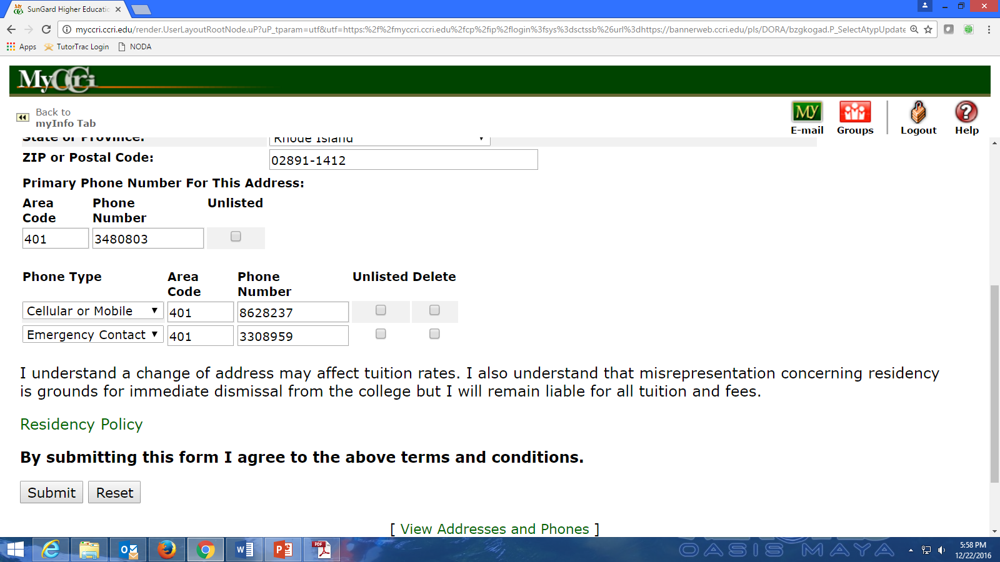 SunGard Higher Educatio
myccri.ccri.edu/render.UserLayoutRootNode.uP?uP_tparam=utf&utf=https:%2f%2fmyccri.ccri.edu%2fcp%2fip%2flogin%3fsys%3dsctssb%26url%3dhttps://bannerweb.ccri.edu/pls/DORA/bzgkogad.P_SelectAtypUpdate
Apps TutorTrac Login NODA
MyCCri
Back to
myInfo Tab
MY
E-mail Groups Logout Help
State or Province: Rhode Island
ZIP or Postal Code: 02891-1412
Primary Phone Number For This Address:
Area Code Phone Number Unlisted
401 3480803
Phone Type Area Code Phone Number Unlisted Delete
Cellular or Mobile 401 8628237
Emergency Contact 401 3308959
I understand a change of address may affect tuition rates. I also understand that misrepresentation concerning residency
is grounds for immediate dismissal from the college but I will remain liable for all tuition and fees.
Residency Policy
By submitting this form I agree to the above terms and conditions.
Submit Reset
[ View Addresses and Phones ]
OASIS MAYA
5:58 PM
12/22/2016